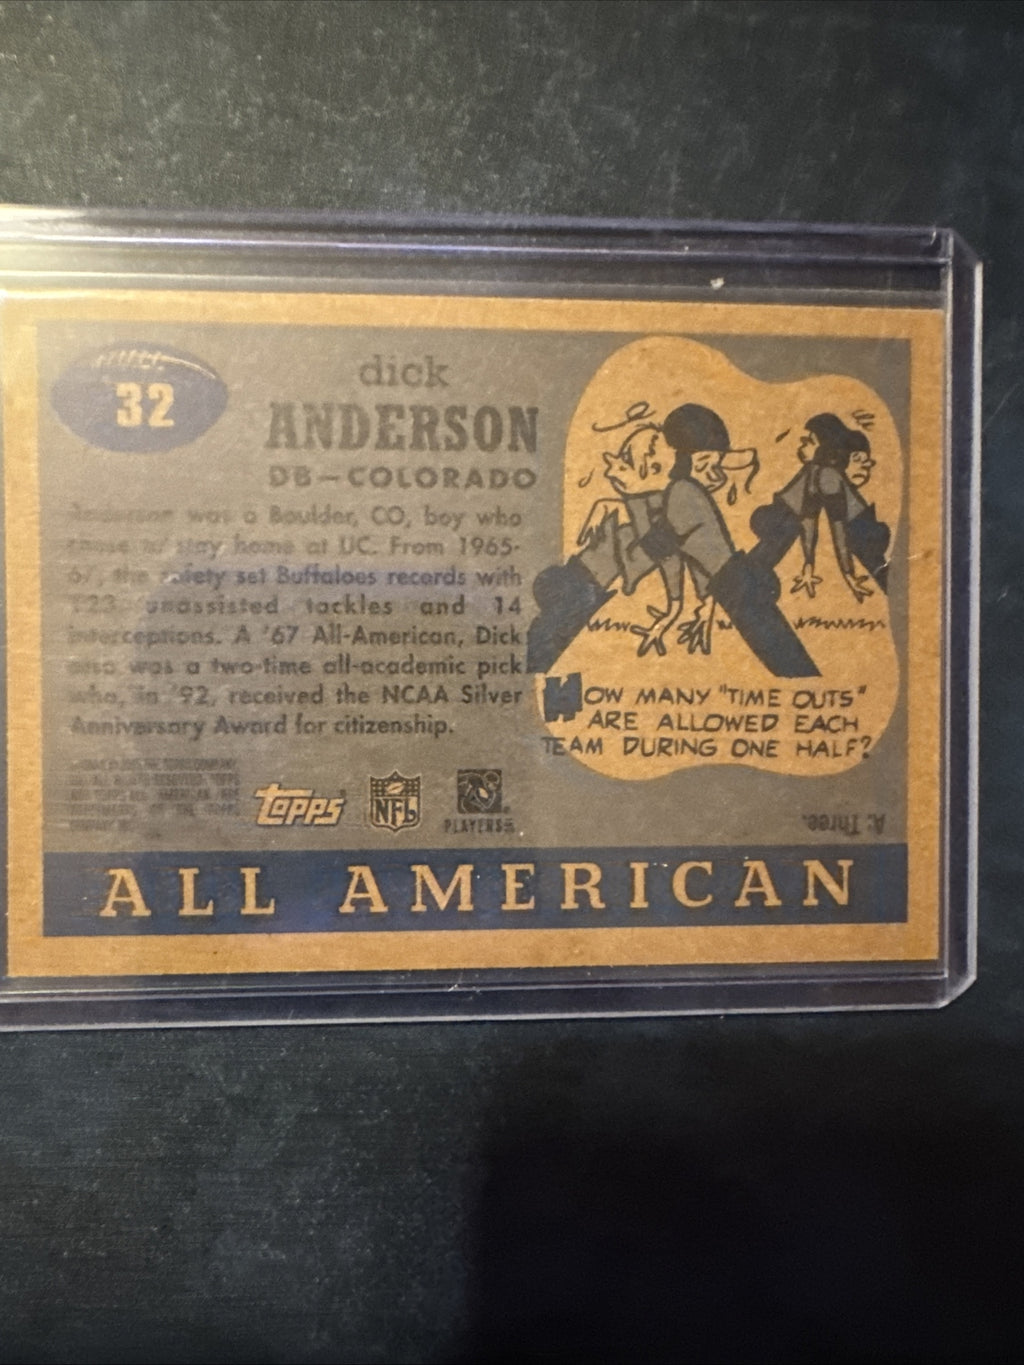 32
dick
ANDERSON
DB—COLORADO
Anderson was a Boulder, CO, boy who
chose to stay home at UC. From 1965-
67, the safety set Buffaloes records with
123 unassisted tackles and 14
interceptions. A '67 All-American, Dick
also was a two-time all-academic pick
who, in '92, received the NCAA Silver
Anniversary Award for citizenship.
HOW MANY "TIME OUTS"
ARE ALLOWED EACH
TEAM DURING ONE HALF?
A: Three.
topps
NFL
PLAYERS
ALL AMERICAN